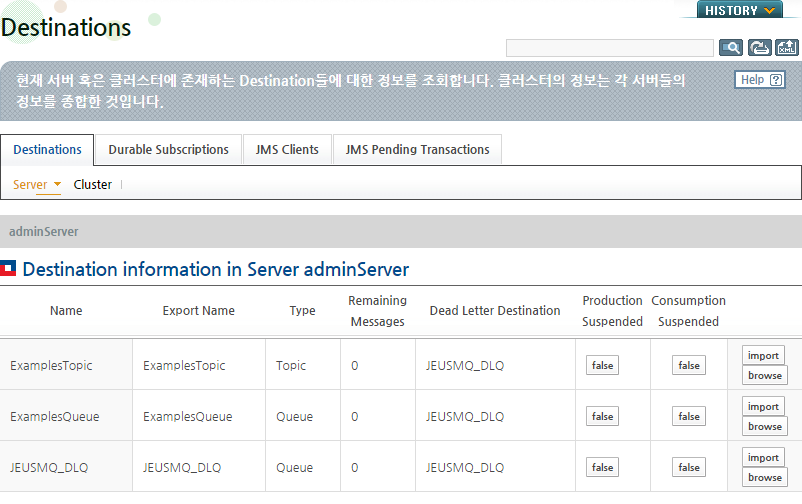 HISTORY
Destinations
XML
현재 서버 혹은 클러스터에 존재하는 Destination들에 대한 정보를 조회합니다. 클러스터의 정보는 각 서버들의
정보를 종합한 것입니다.
Help ?
Destinations Durable Subscriptions JMS Clients JMS Pending Transactions
Server Cluster
adminServer
Destination information in Server adminServer
Name Export Name Type Remaining Messages Dead Letter Destination Production Suspended Consumption Suspended
ExamplesTopic ExamplesTopic Topic 0 JEUSMQ_DLQ false false import
browse
ExamplesQueue ExamplesQueue Queue 0 JEUSMQ_DLQ false false import
browse
JEUSMQ_DLQ JEUSMQ_DLQ Queue 0 JEUSMQ_DLQ false false import
browse